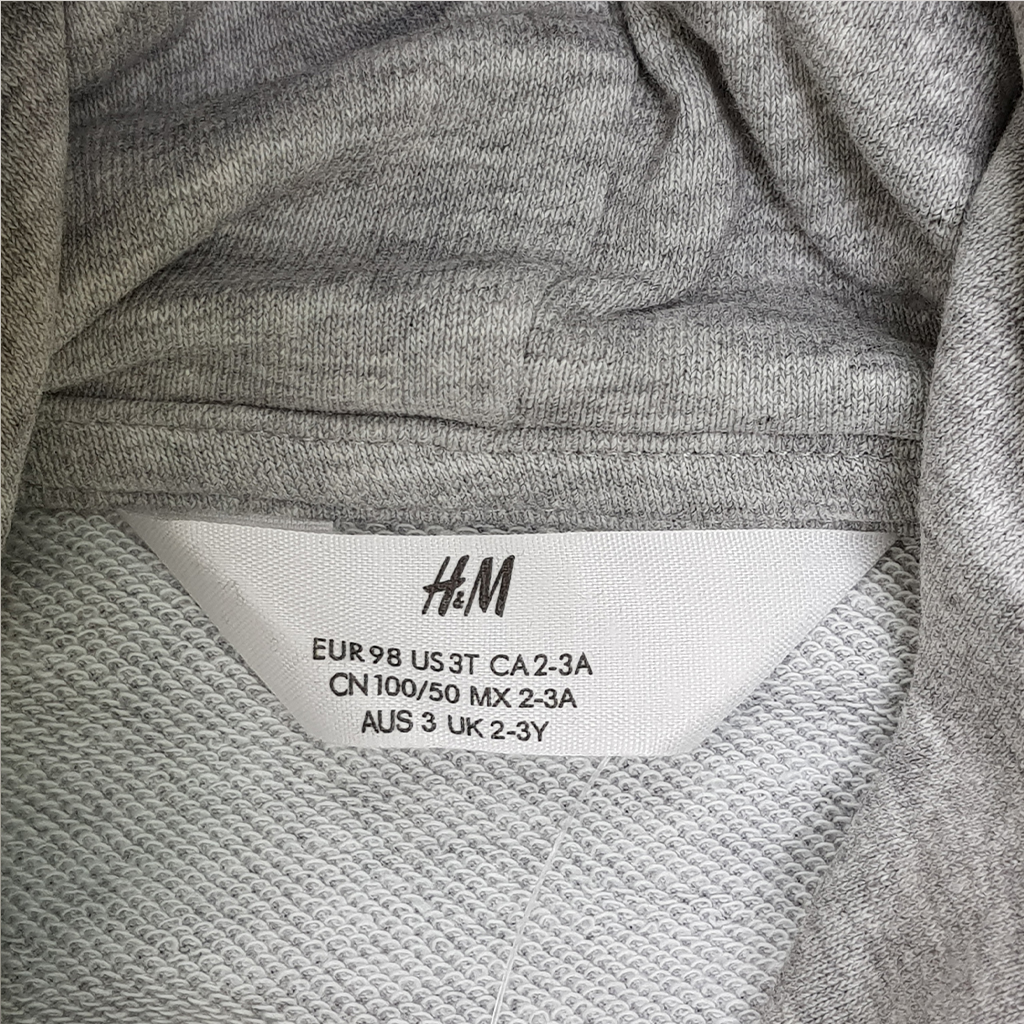 H&M
EUR 98 US 3T CA 2-3A
CN 100/50 MX 2-3A
AUS 3 UK 2-3Y